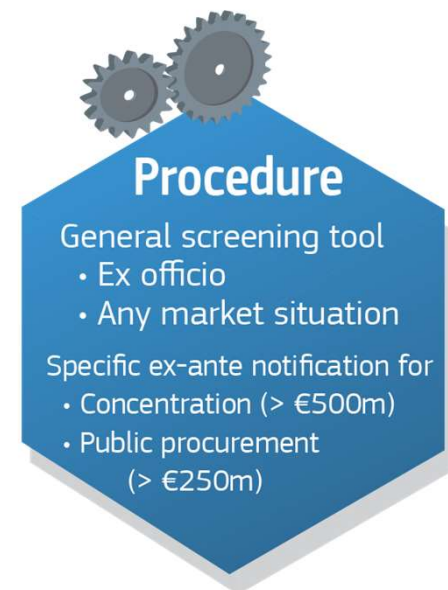 Procedure
General screening tool
• Ex officio
• Any market situation
Specific ex-ante notification for
• Concentration (> €500m)
• Public procurement
(> €250m)